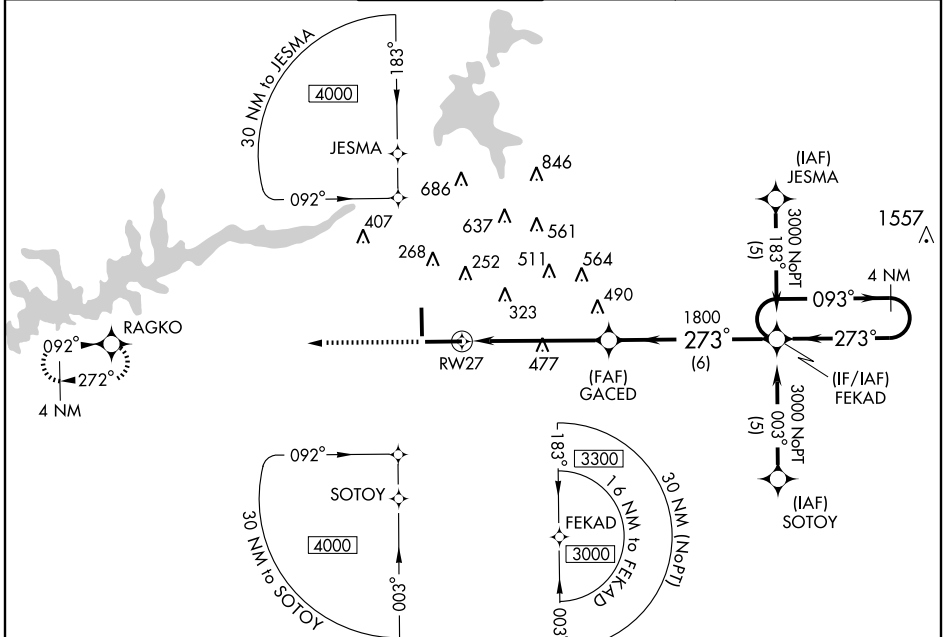 30 NM to JESMA
4000
183°
JESMA
092°
686
846
637
561
407
268
252
511
564
323
490
477
(IAF)
JESMA
3000 NoPT
183°
(5)
1557
4 NM
093°
273°
1800
273°
(6)
(IF/IAF)
FEKAD
RW27
(FAF)
GACED
RAGKO
092°
272°
4 NM
3000 NoPT
003°
(5)
(IAF)
SOTOY
092°
SOTOY
4000
30 NM to SOTOY
003°
183°
3300
FEKAD
3000
16 NM to FEKAD
30 NM (NoPT)
003°